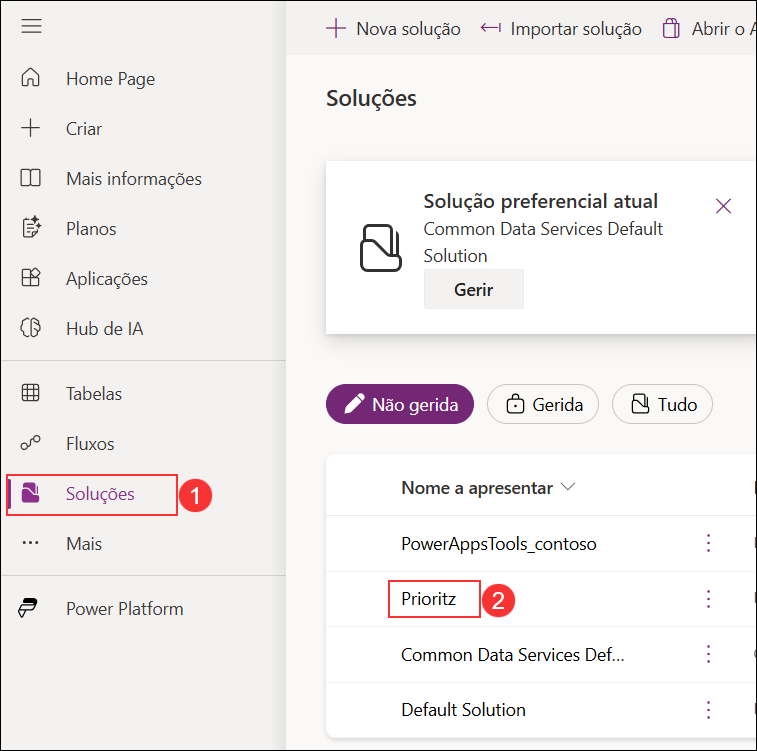 Nova solução
Importar solução
Abrir o A
Home Page
Criar
Mais informações
Planos
Aplicações
Hub de IA
Tabelas
Fluxos
Soluções
1
Mais
Power Platform
Soluções
Solução preferencial atual
Common Data Services Default
Solution
Gerir
Não gerida
Gerida
Tudo
Nome a apresentar
PowerAppsTools_contoso
Prioritz
2
Common Data Services Def...
Default Solution